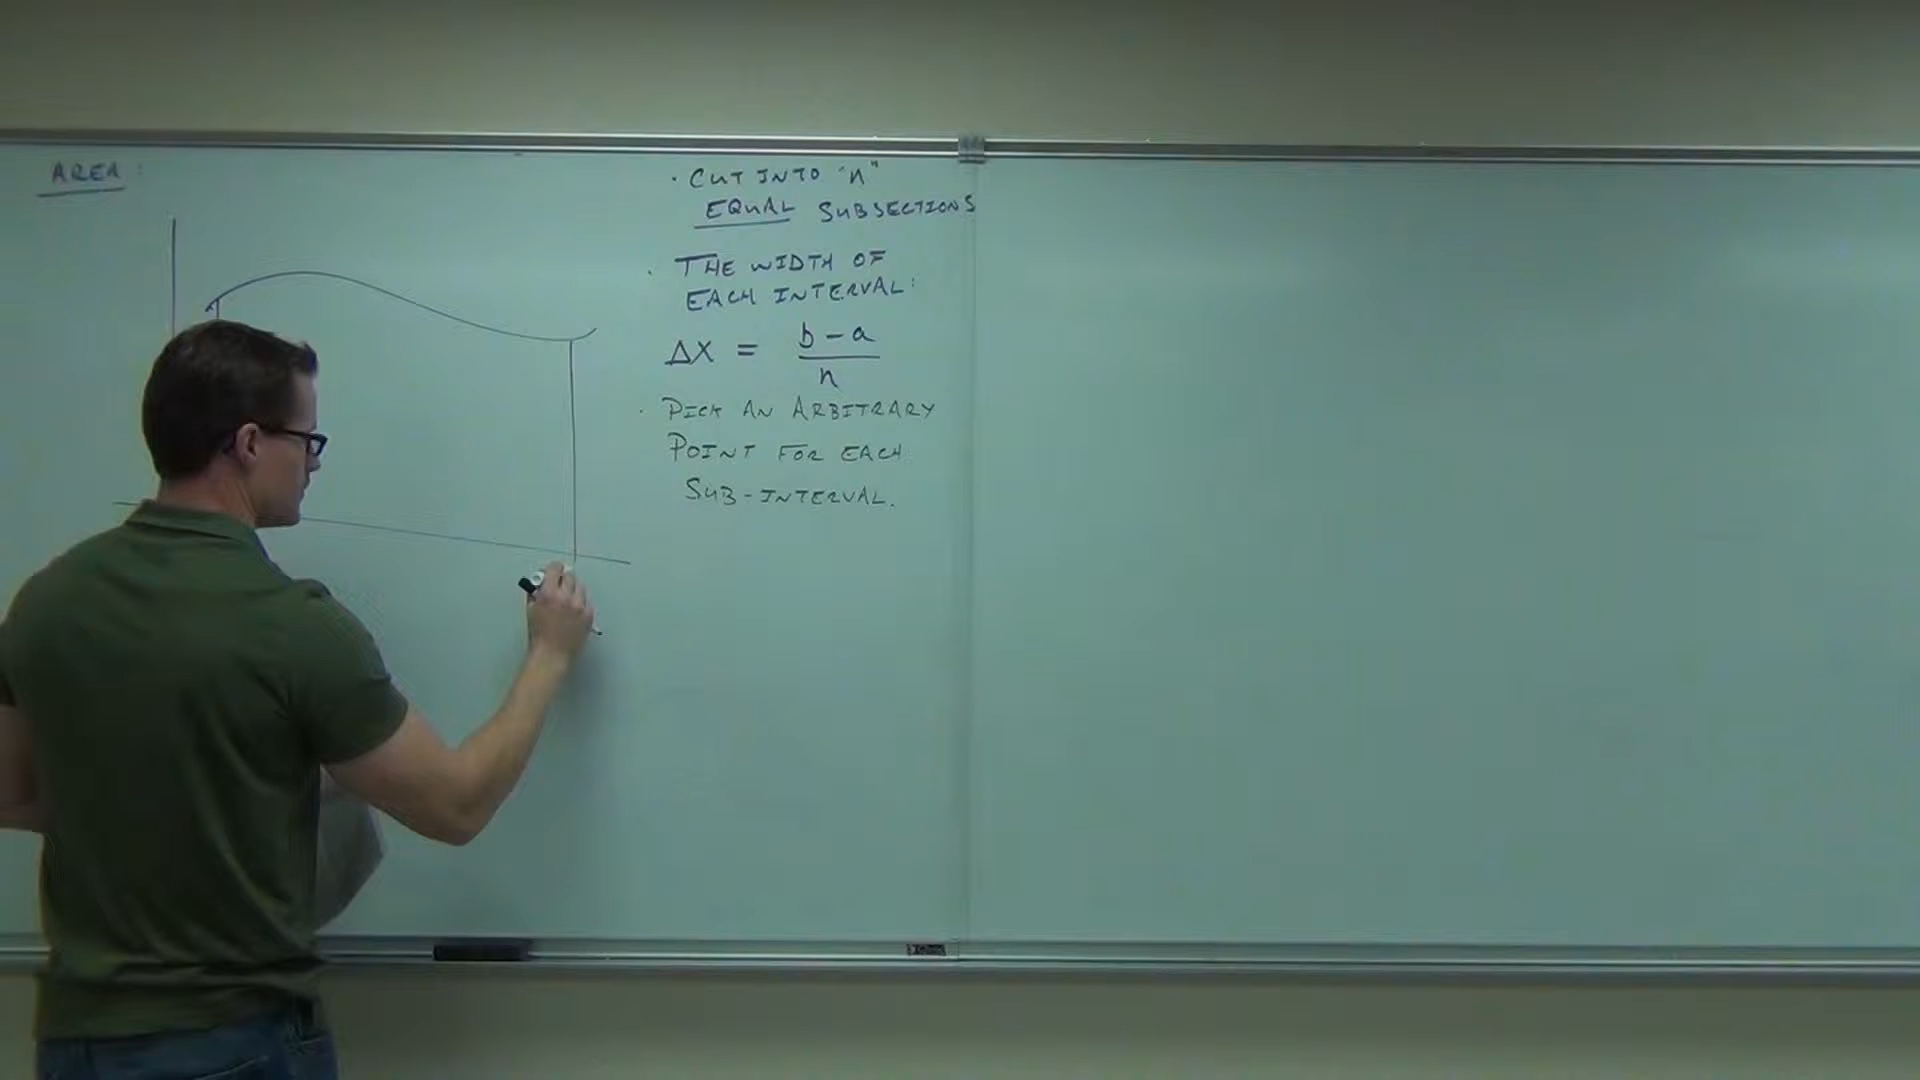 AREA:
· CUT INTO "n"
EQUAL SUBSECTIONS
· THE WIDTH OF
EACH INTERVAL:
ΔX = b-a / n
· PICK AN ARBITRARY
POINT FOR EACH
SUB-INTERVAL.